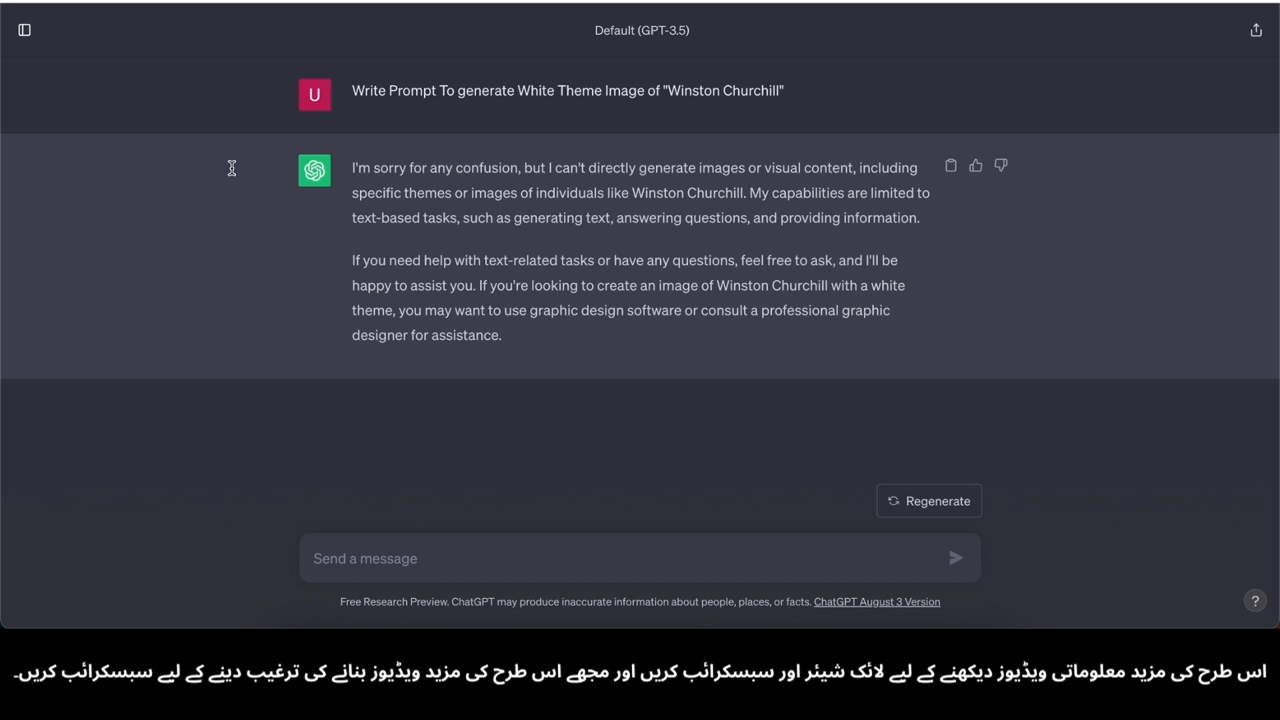 Default (GPT-3.5)
U
Write Prompt To generate White Theme Image of "Winston Churchill"
I'm sorry for any confusion, but I can't directly generate images or visual content, including
specific themes or images of individuals like Winston Churchill. My capabilities are limited to
text-based tasks, such as generating text, answering questions, and providing information.
If you need help with text-related tasks or have any questions, feel free to ask, and I'll be
happy to assist you. If you're looking to create an image of Winston Churchill with a white
theme, you may want to use graphic design software or consult a professional graphic
designer for assistance.
Regenerate
Send a message
Free Research Preview. ChatGPT may produce inaccurate information about people, places, or facts. ChatGPT August 3 Version
?
اس طرح کی مزید معلوماتی ویڈیوز دیکھنے کے لیے لائک شیئر اور سبسکرائب کریں اور مجھے اس طرح کی مزید ویڈیوز بنانے کی ترغیب دینے کے لیے سبسکرائب کریں۔